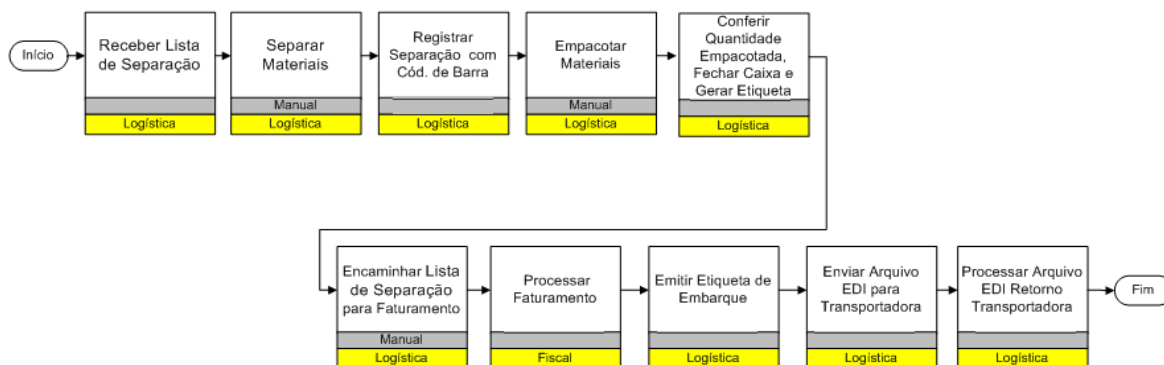 Início
Receber Lista
de Separação
Logística
Separar
Materiais
Manual
Logística
Registrar
Separação com
Cód. de Barra
Logística
Empacotar
Materiais
Manual
Logística
Conferir
Quantidade
Empacotada,
Fechar Caixa e
Gerar Etiqueta
Logística
Encaminhar Lista
de Separação
para Faturamento
Manual
Logística
Processar
Faturamento
Fiscal
Emitir Etiqueta de
Embarque
Logística
Enviar Arquivo
EDI para
Transportadora
Logística
Processar Arquivo
EDI Retorno
Transportadora
Logística
Fim